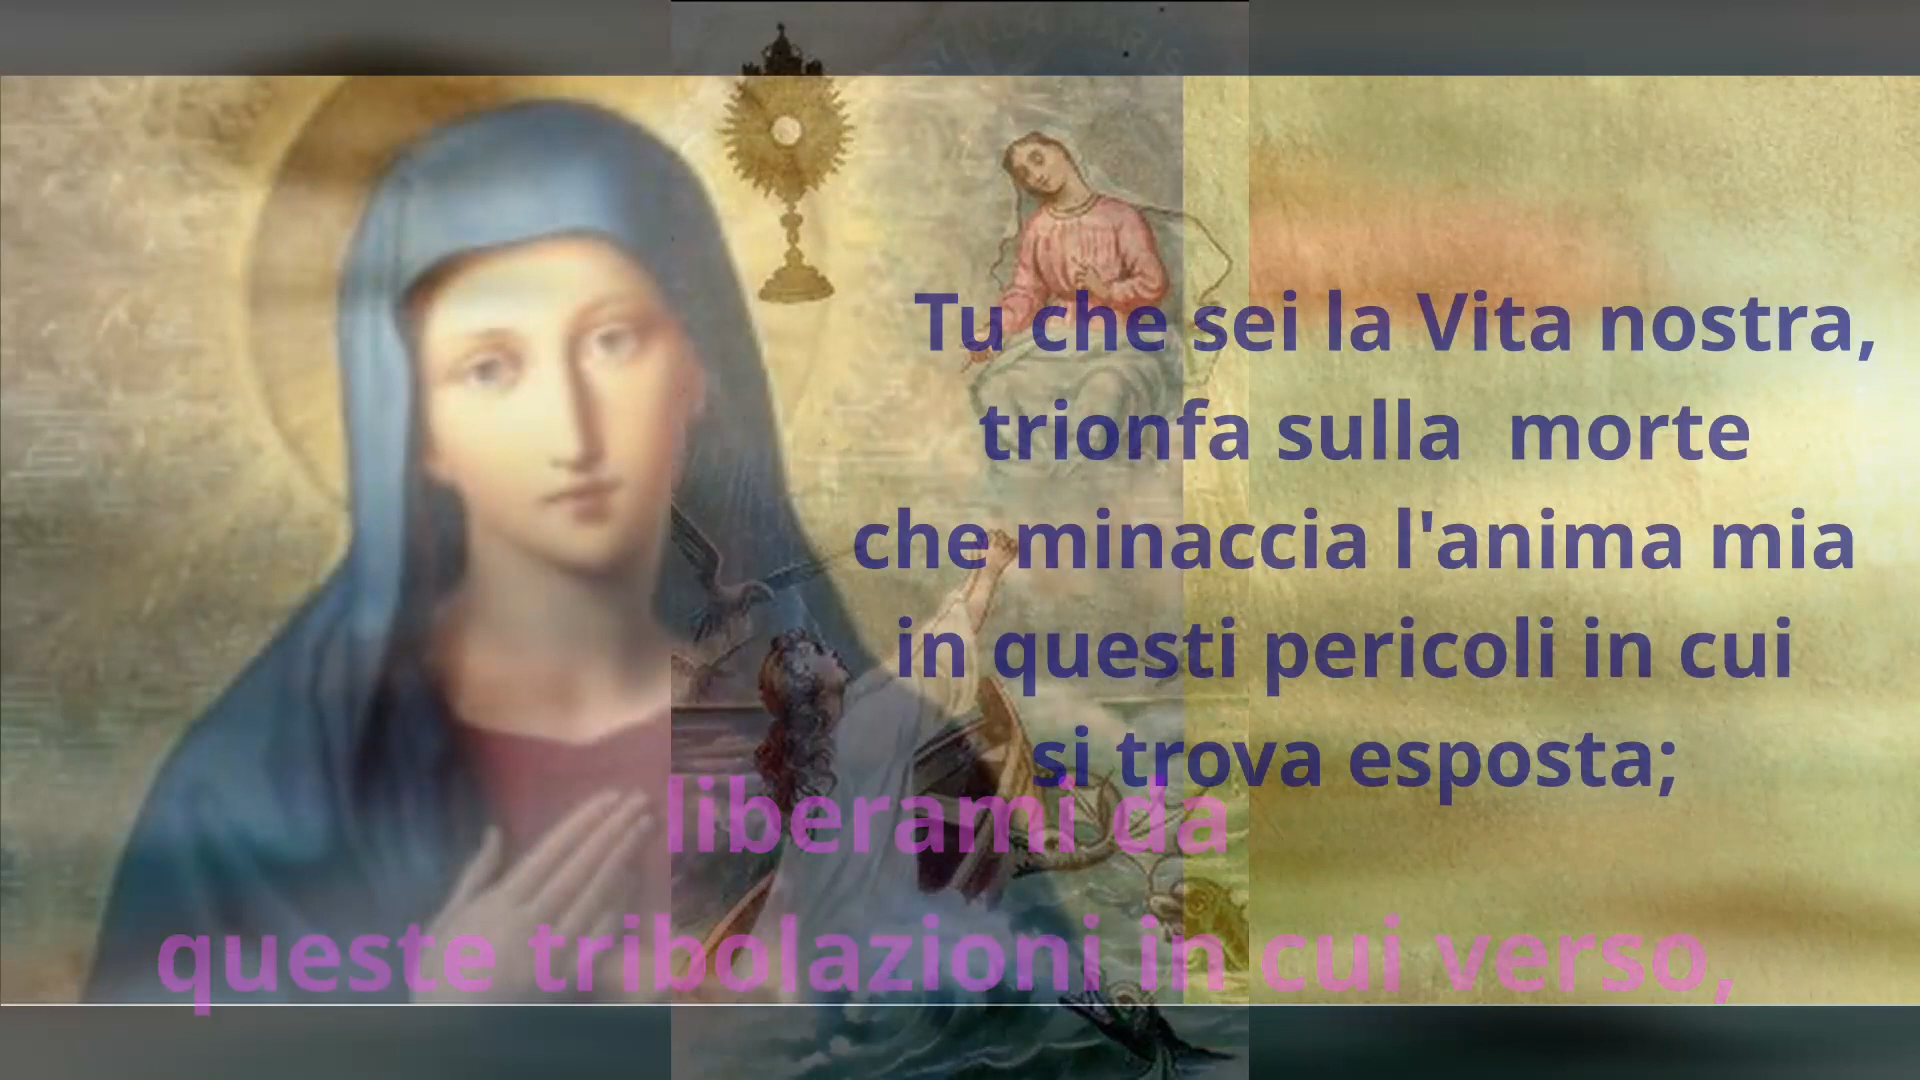 Tu che sei la Vita nostra,
trionfa sulla morte
che minaccia l'anima mia
in questi pericoli in cui
si trova esposta;
liberami da
queste tribolazioni in cui verso,